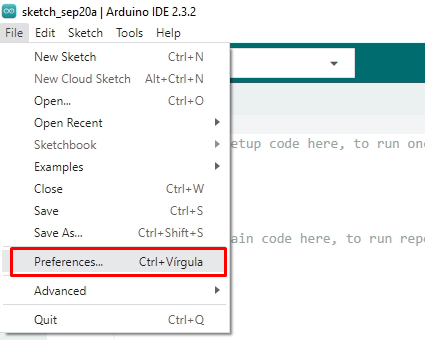 sketch_sep20a | Arduino IDE 2.3.2
File Edit Sketch Tools Help
New Sketch Ctrl+N
New Cloud Sketch Alt+Ctrl+N
Open... Ctrl+O
Open Recent
Sketchbook
etup code here, to run onc
Examples
Close Ctrl+W
Save Ctrl+S
Save As... Ctrl+Shift+S
ain code here, to run repe
Preferences... Ctrl+Vírgula
Advanced
Quit Ctrl+Q